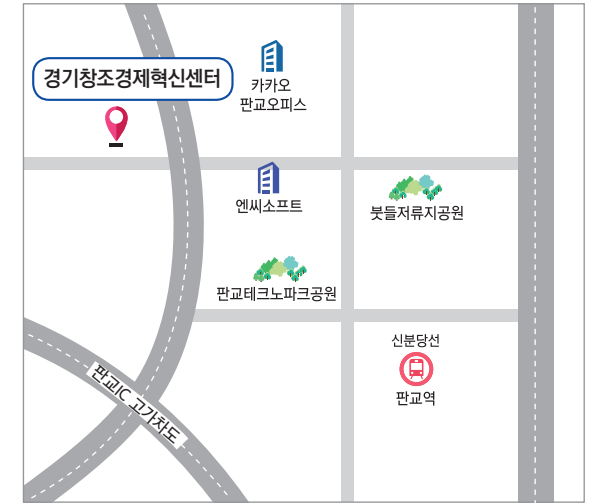 경기창조경제혁신센터
카카오
판교오피스
엔씨소프트
붓들저류지공원
판교테크노파크공원
신분당선
판교역
판교IC 고가차도